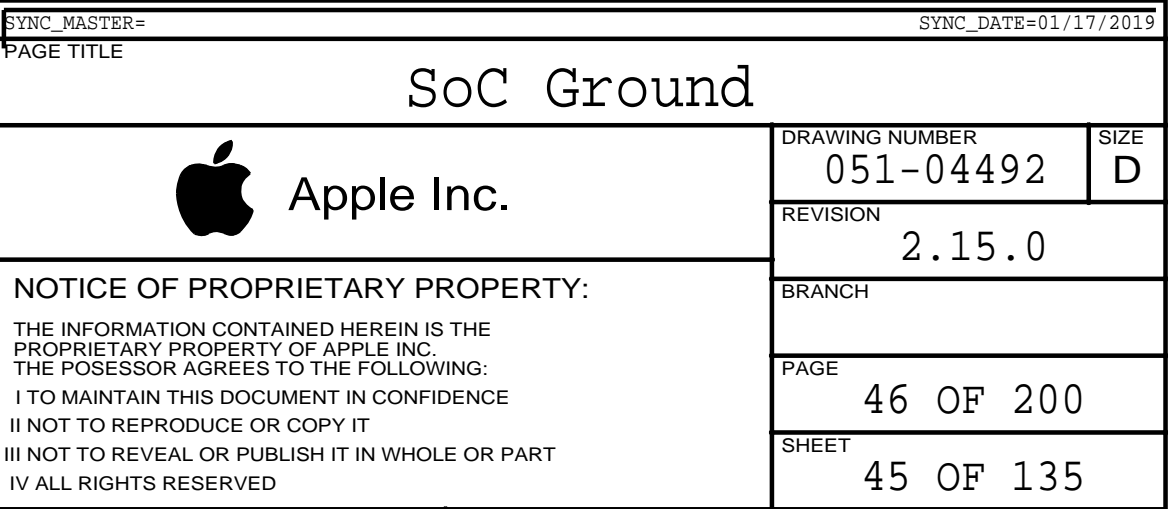 SYNC_MASTER= SYNC_DATE=01/17/2019
PAGE TITLE
SoC Ground
Apple Inc.
DRAWING NUMBER
051-04492
SIZE
D
REVISION
2.15.0
NOTICE OF PROPRIETARY PROPERTY:
THE INFORMATION CONTAINED HEREIN IS THE
PROPRIETARY PROPERTY OF APPLE INC.
THE POSESSOR AGREES TO THE FOLLOWING:
I TO MAINTAIN THIS DOCUMENT IN CONFIDENCE
II NOT TO REPRODUCE OR COPY IT
III NOT TO REVEAL OR PUBLISH IT IN WHOLE OR PART
IV ALL RIGHTS RESERVED
BRANCH
PAGE
46 OF 200
SHEET
45 OF 135